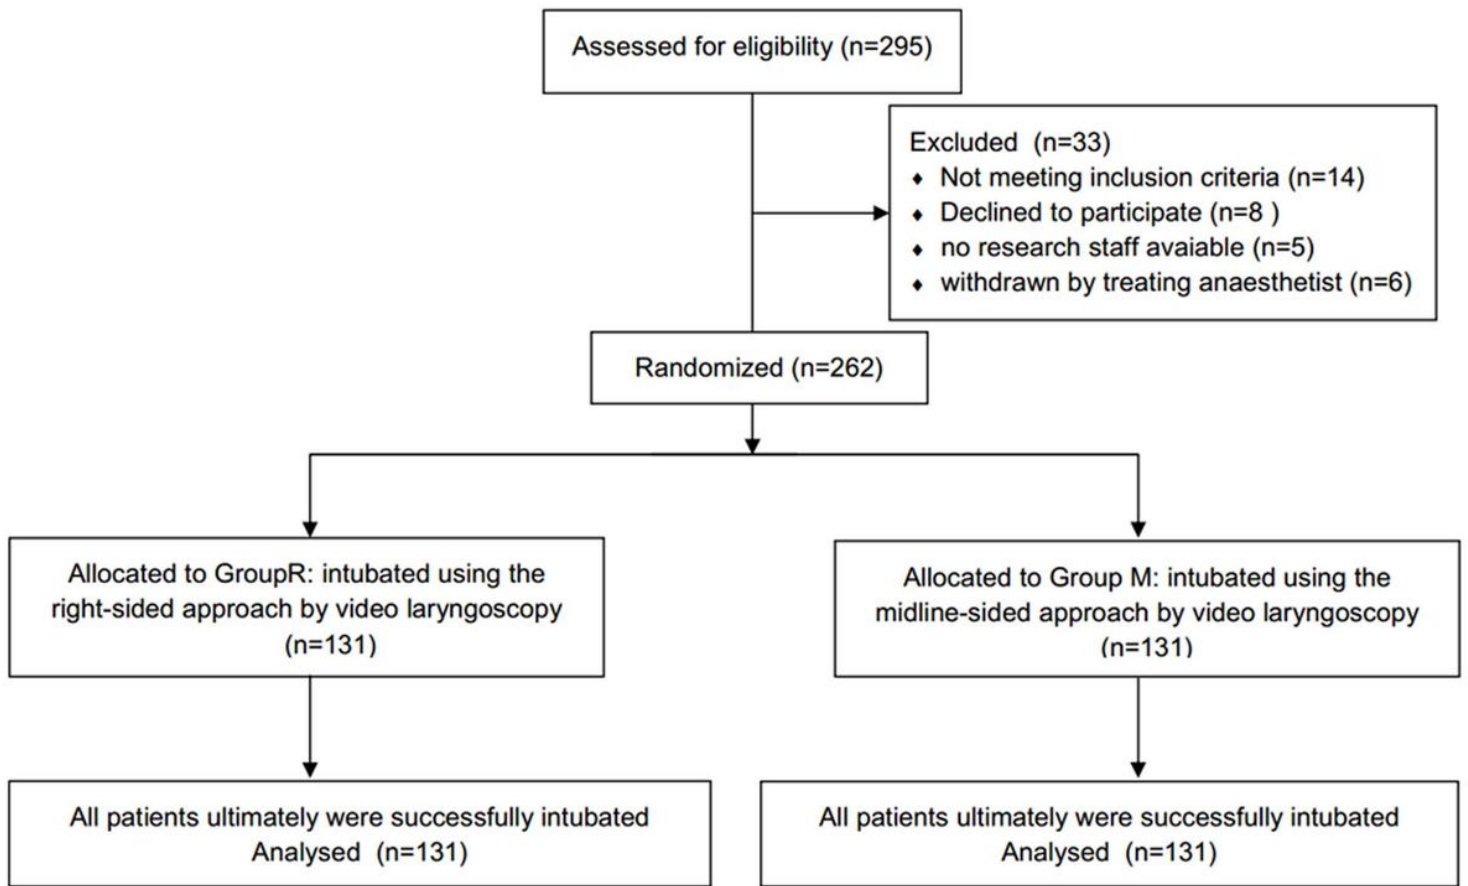 Assessed for eligibility (n=295)
Excluded  (n=33)
♦ Not meeting inclusion criteria (n=14)
♦ Declined to participate (n=8 )
♦ no research staff avaiable (n=5)
♦ withdrawn by treating anaesthetist (n=6)
Randomized (n=262)
Allocated to GroupR: intubated using the
right-sided approach by video laryngoscopy
(n=131)
Allocated to Group M: intubated using the
midline-sided approach by video laryngoscopy
(n=131)
All patients ultimately were successfully intubated
Analysed  (n=131)
All patients ultimately were successfully intubated
Analysed  (n=131)